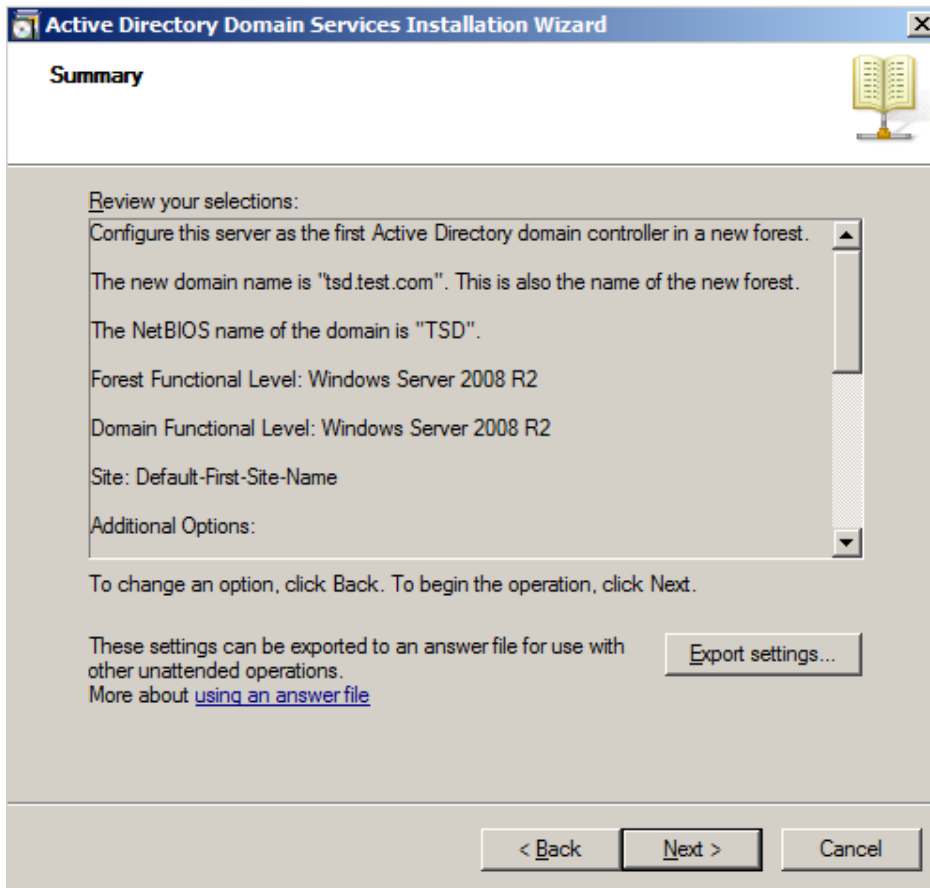 Active Directory Domain Services Installation Wizard
Summary
Review your selections:
Configure this server as the first Active Directory domain controller in a new forest.
The new domain name is "tsd.test.com". This is also the name of the new forest.
The NetBIOS name of the domain is "TSD".
Forest Functional Level: Windows Server 2008 R2
Domain Functional Level: Windows Server 2008 R2
Site: Default-First-Site-Name
Additional Options:
To change an option, click Back. To begin the operation, click Next.
These settings can be exported to an answer file for use with
other unattended operations.
More about using an answer file
Export settings...
< Back
Next >
Cancel